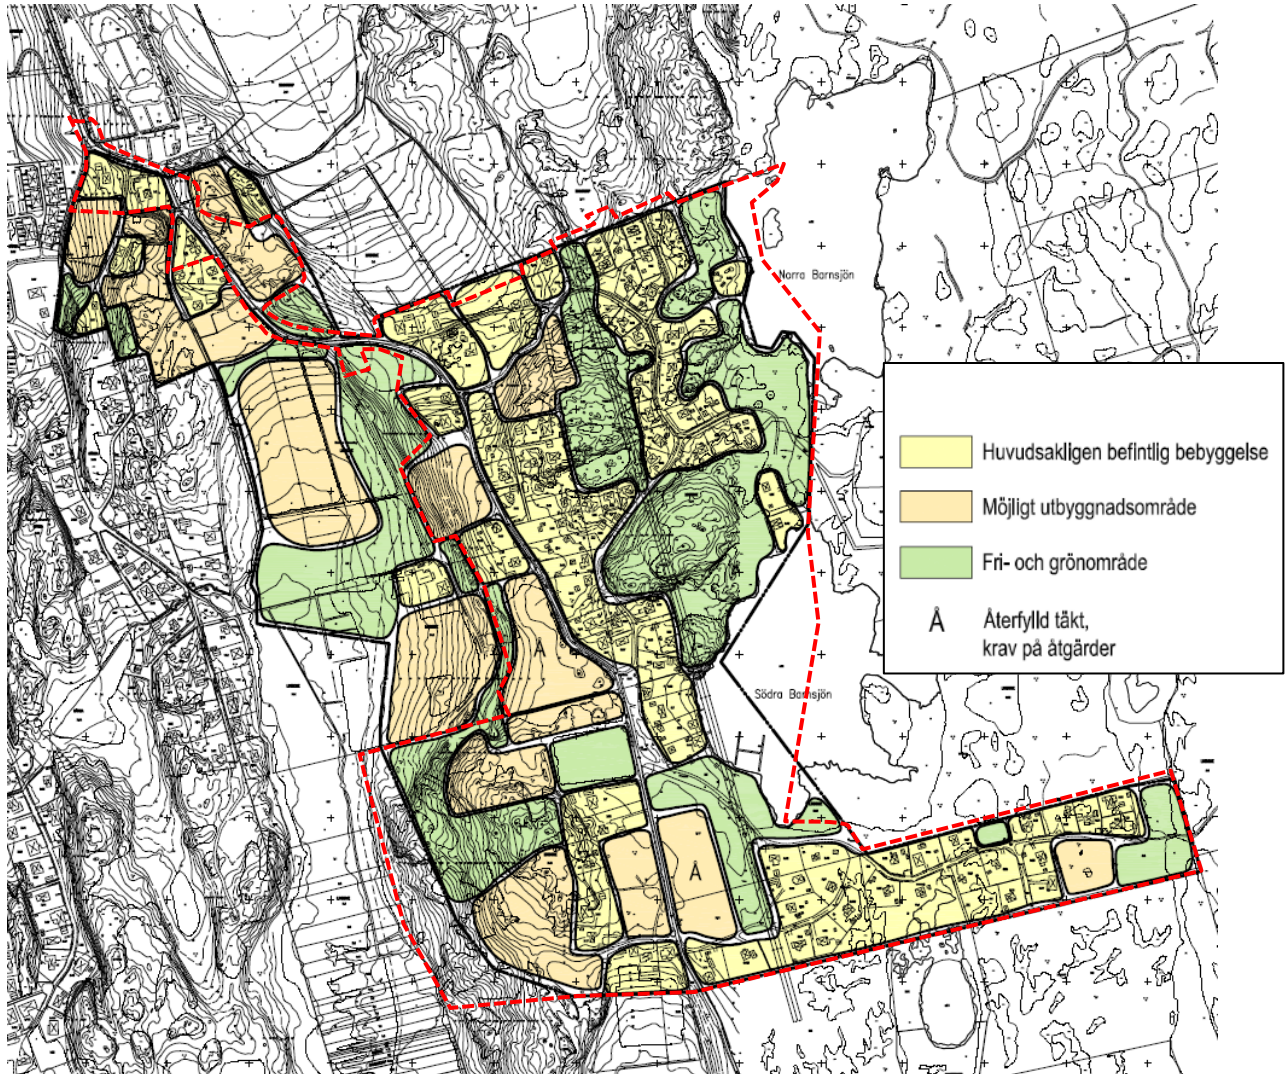 Norra Barnsjön
Huvudsakligen befintlig bebyggelse
Möjligt utbyggnadsområde
Fri- och grönområde
Å Återfylld täkt,
krav på åtgärder
Å
Södra Barnsjön
Å